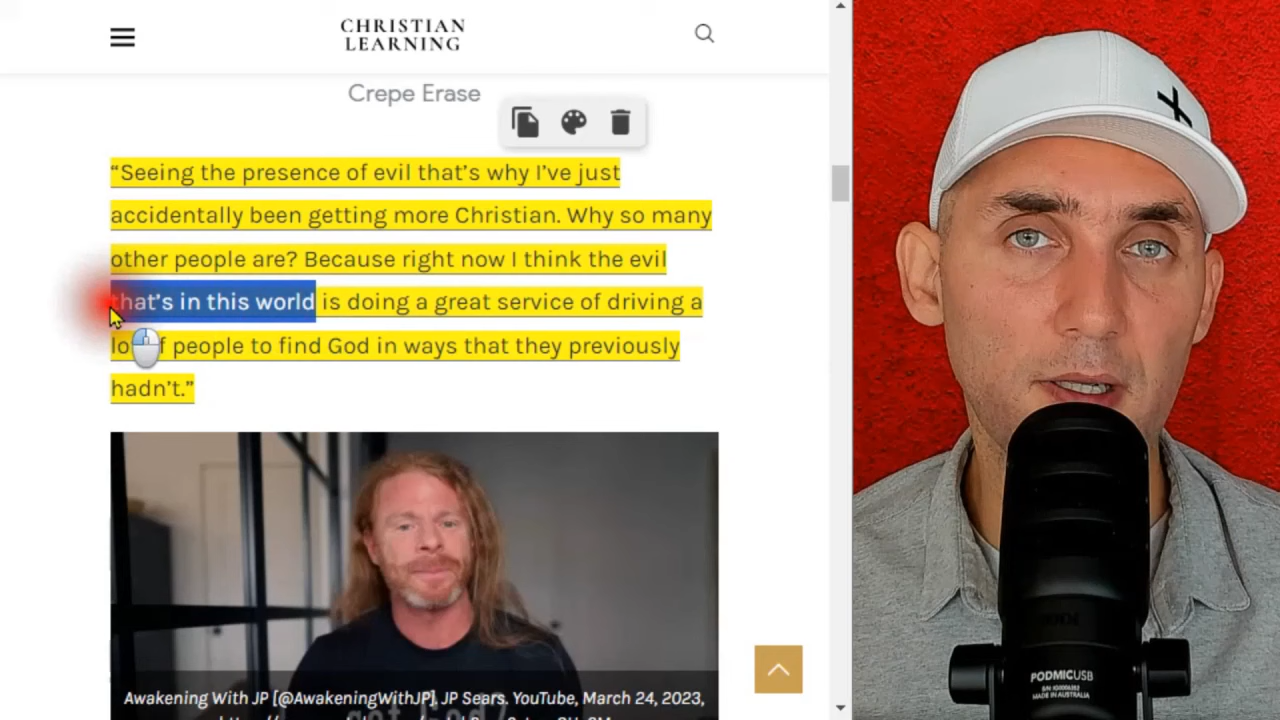 CHRISTIAN
LEARNING
Crepe Erase
“Seeing the presence of evil that’s why I’ve just
accidentally been getting more Christian. Why so many
other people are? Because right now I think the evil
that’s in this world is doing a great service of driving a
people to find God in ways that they previously
hadn’t.”
Awakening With JP [@AwakeningWithJP]. JP Sears. YouTube, March 24, 2023,
PODMICUSB
MADE IN AUSTRALIA